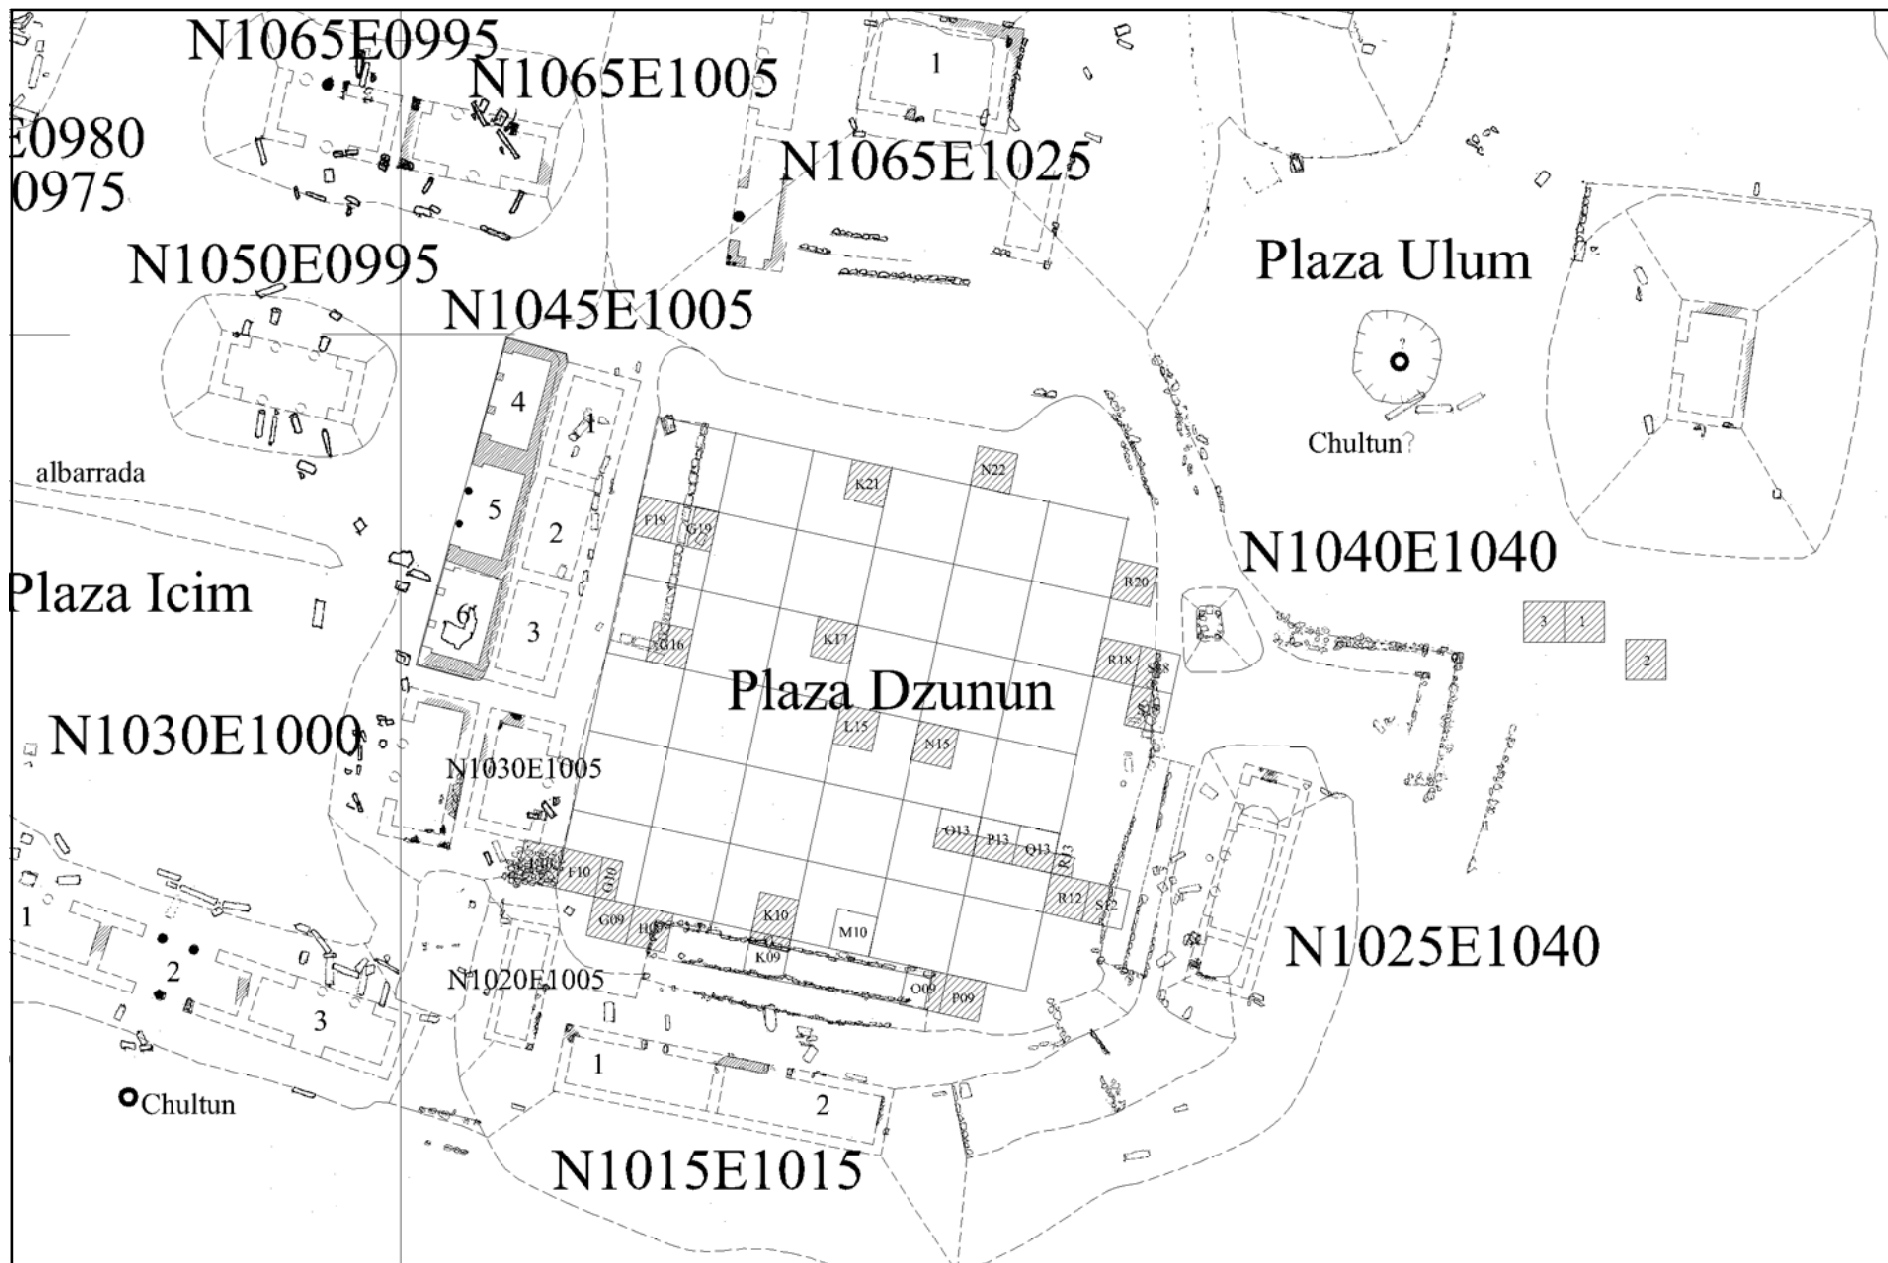 N1065E0995
N1065E1005
1
E0980
0975
N1065E1025
N1050E0995
N1045E1005
Plaza Ulum
?
Chultun?
albarrada
4
1
5
2
6
3
K21
N22
F19
G19
N1040E1040
R20
Plaza Icim
G16
K17
R18
S18
3
1
2
Plaza Dzunun
L15
N15
N1030E1000
N1030E1005
O13
P13
Q13
R13
F10
G10
R12
S12
G09
K10
M10
K09
O09
P09
N1025E1040
1
2
3
N1020E1005
1
2
Chultun
N1015E1015